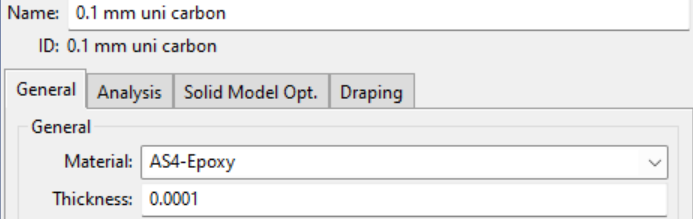 Name: 0.1 mm uni carbon
ID: 0.1 mm uni carbon
General Analysis Solid Model Opt. Draping
General
Material: AS4-Epoxy
Thickness: 0.0001